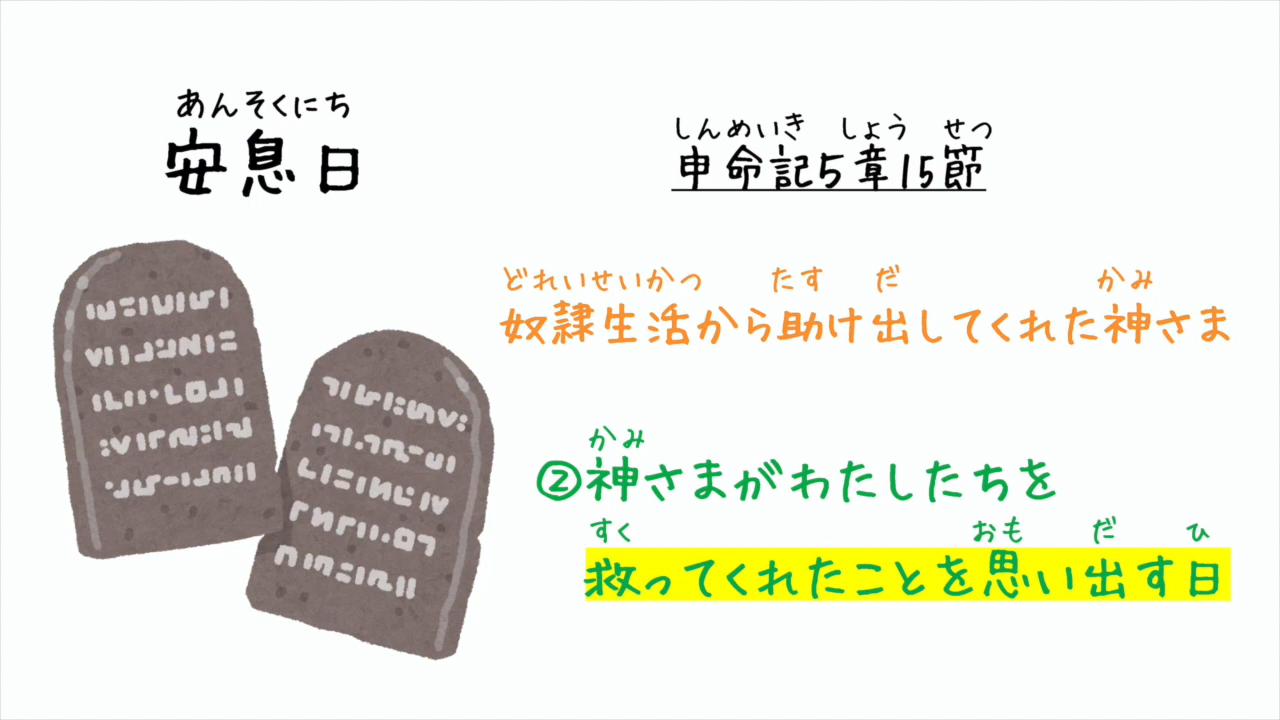 あんそくにち
安息日
しんめいき しょう せつ
申命記5章15節
どれいせいかつ たす だ かみ
奴隷生活から助け出してくれた神さま
かみ
②神さまがわたしたちを
すく おも だ ひ
救ってくれたことを思い出す日